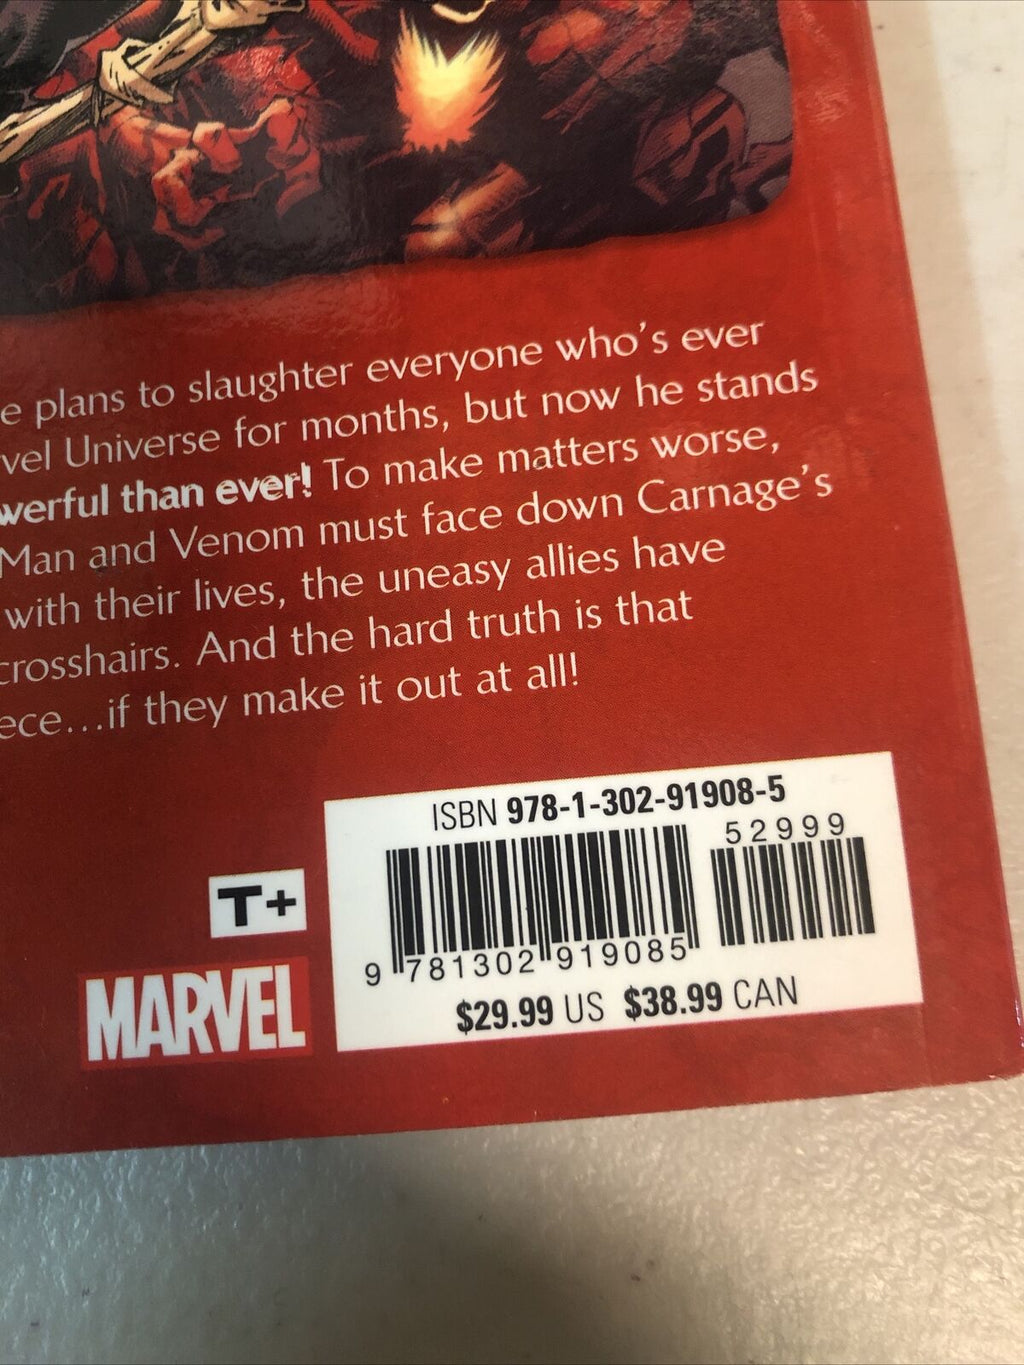 e plans to slaughter everyone who's ever
vel Universe for months, but now he stands
werful than ever! To make matters worse,
Man and Venom must face down Carnage's
with their lives, the uneasy allies have
crosshairs. And the hard truth is that
ece...if they make it out at all!
ISBN 978-1-302-91908-5
52999
9 781302 919085
$29.99 US $38.99 CAN
T+
MARVEL